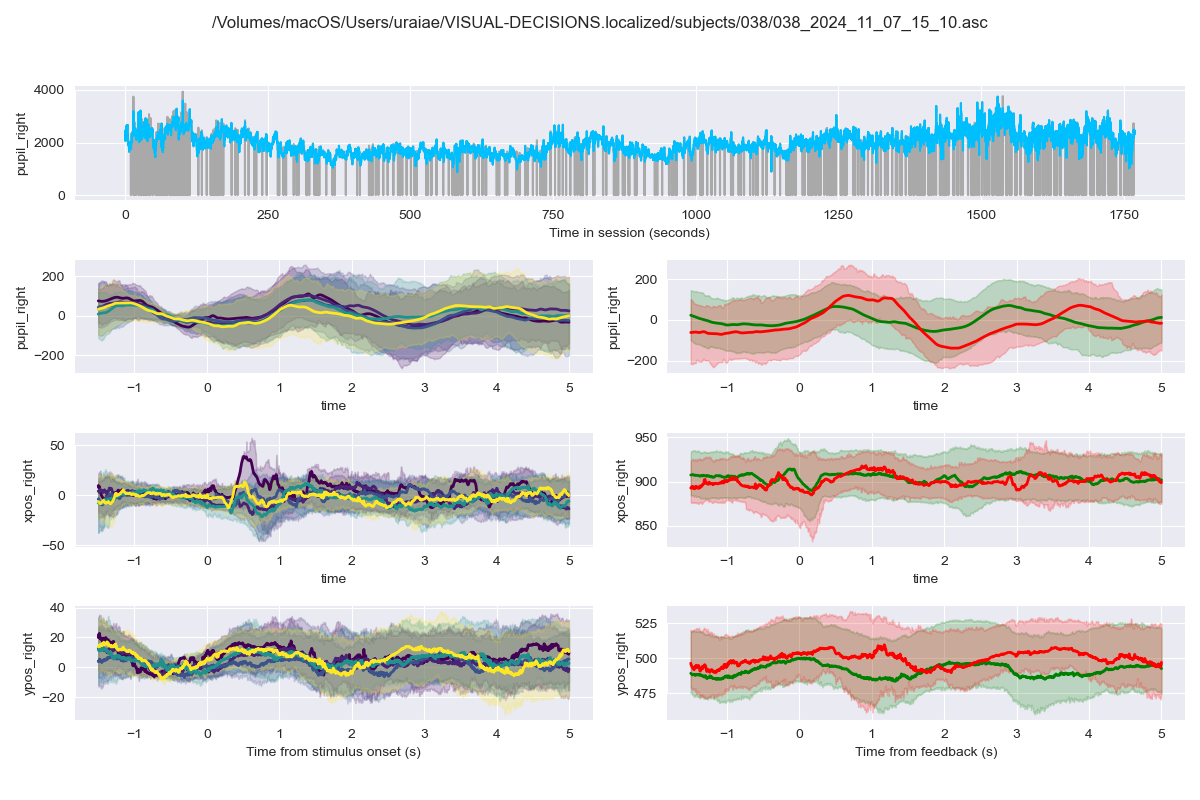 /Volumes/macOS/Users/uraiae/VISUAL-DECISIONS.localized/subjects/038/038_2024_11_07_15_10.asc
pupil_right
4000
2000
0
0 250 500 750 1000 1250 1500 1750
Time in session (seconds)
pupil_right
200
0
−200
−1 0 1 2 3 4 5
time
pupil_right
200
0
−200
−1 0 1 2 3 4 5
time
xpos_right
50
0
−50
−1 0 1 2 3 4 5
time
xpos_right
950
900
850
−1 0 1 2 3 4 5
time
ypos_right
40
20
0
−20
−1 0 1 2 3 4 5
Time from stimulus onset (s)
ypos_right
525
500
475
−1 0 1 2 3 4 5
Time from feedback (s)